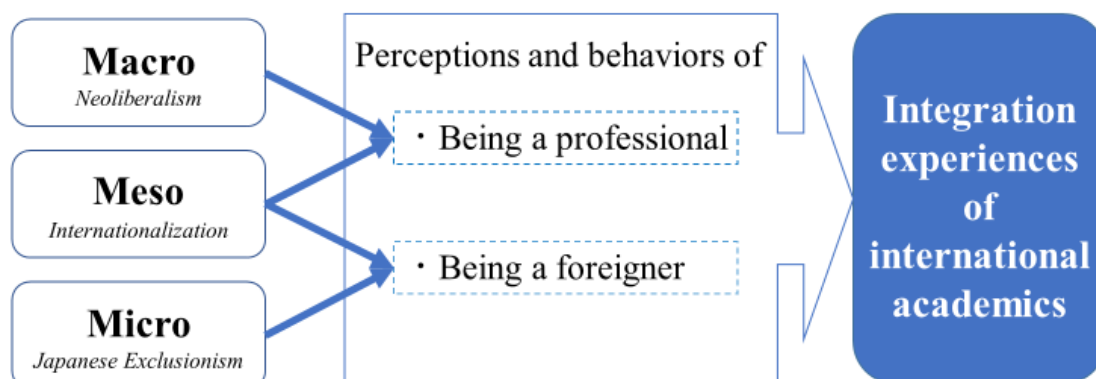 Macro
Neoliberalism
Meso
Internationalization
Micro
Japanese Exclusionism
Perceptions and behaviors of
・Being a professional
・Being a foreigner
Integration
experiences
of
international
academics